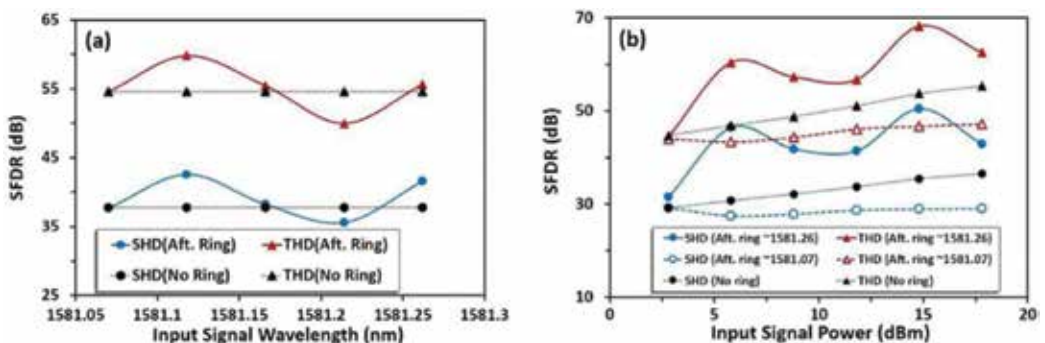 (a)
SFDR (dB)
65
55
45
35
25
SHD(Aft. Ring)
THD(Aft. Ring)
SHD(No Ring)
THD(No Ring)
1581.05
1581.1
1581.15
1581.2
1581.25
1581.3
Input Signal Wavelength (nm)
(b)
SFDR (dB)
70
50
30
10
SHD (Aft. ring ~1581.26)
THD (Aft. ring ~1581.26)
SHD (Aft. ring ~1581.07)
THD (Aft. ring ~1581.07)
SHD (No ring)
THD (No ring)
0
5
10
15
20
Input Signal Power (dBm)